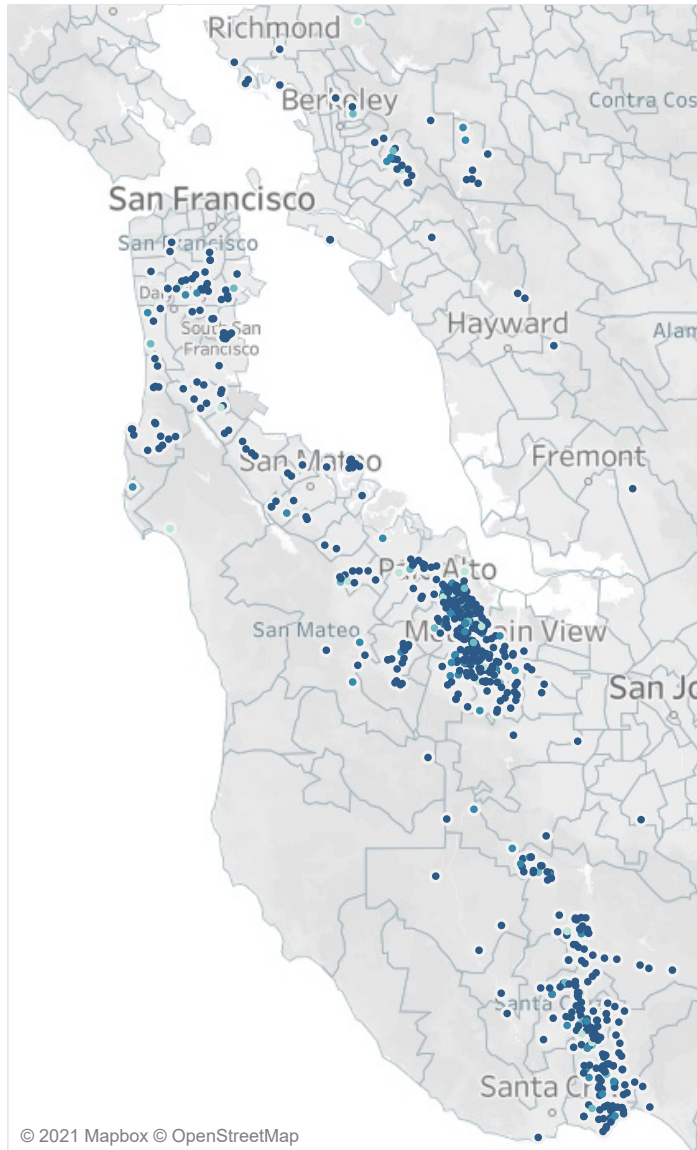 Richmond
Berkeley
Contra Cos
San Francisco
San Francisco
Daly City
South San
Francisco
Hayward
Alam
San Mateo
Fremont
Palo Alto
San Mateo
Mountain View
San Jo
Santa Cruz
Santa Cruz
© 2021 Mapbox © OpenStreetMap